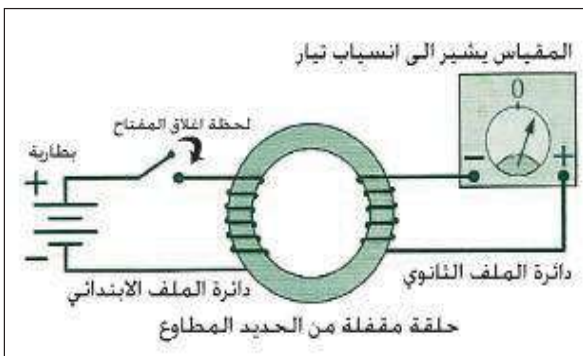 المقياس يشير الى انسياب تيار
0
لحظة اغلاق المفتاح
بطارية
+
−
− +
دائرة الملف الابتدائي
دائرة الملف الثانوي
حلقة مقفلة من الحديد المطاوع